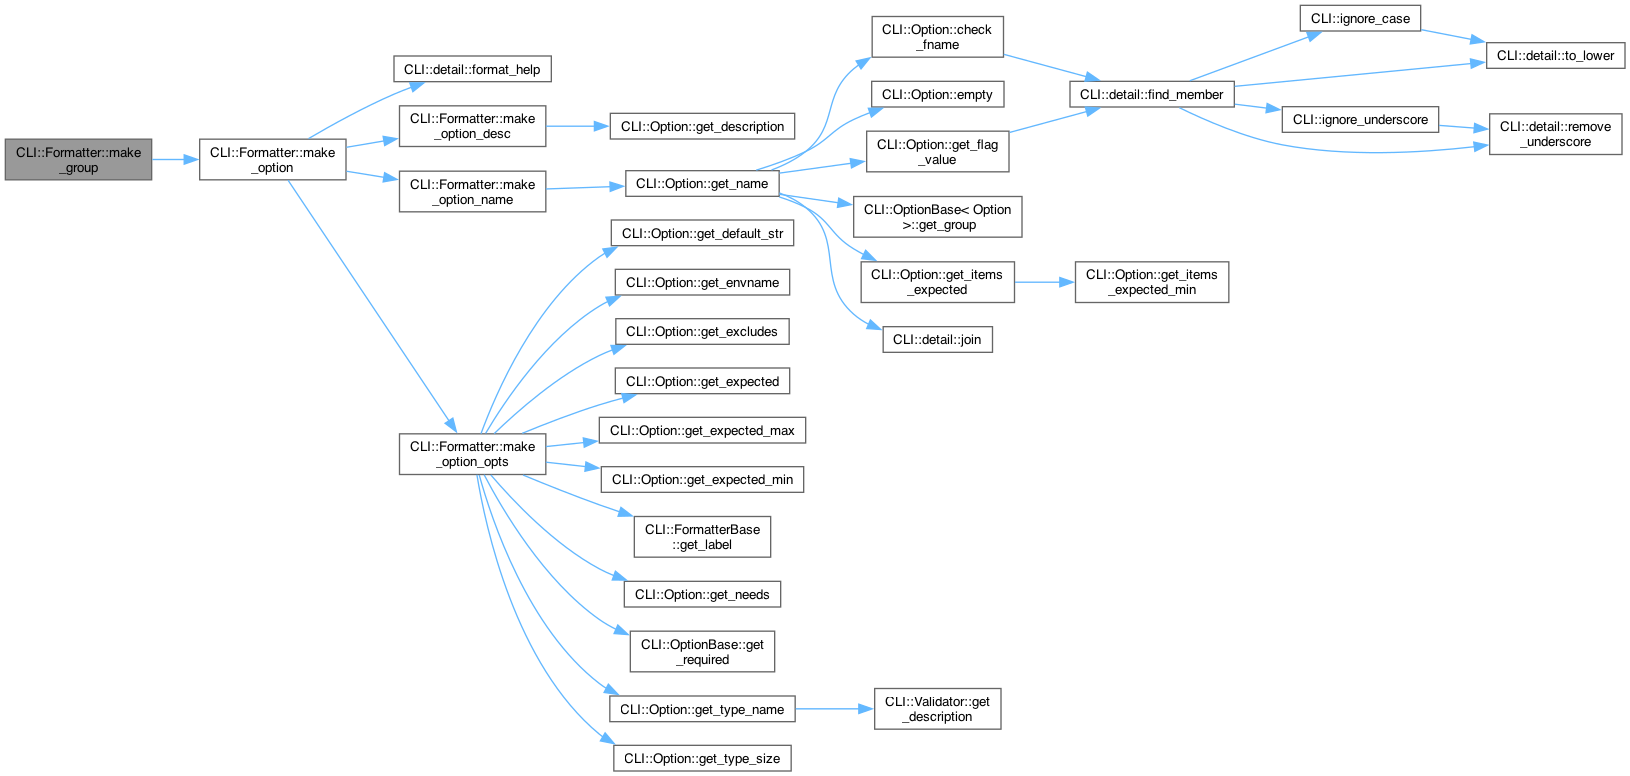 CLI::Formatter::make
_group
CLI::Formatter::make
_option
CLI::detail::format_help
CLI::Formatter::make
_option_desc
CLI::Option::get_description
CLI::Formatter::make
_option_name
CLI::Option::get_name
CLI::Option::check
_fname
CLI::Option::empty
CLI::Option::get_flag
_value
CLI::OptionBase< Option
>::get_group
CLI::Option::get_items
_expected
CLI::Option::get_items
_expected_min
CLI::detail::join
CLI::detail::find_member
CLI::ignore_case
CLI::detail::to_lower
CLI::ignore_underscore
CLI::detail::remove
_underscore
CLI::Formatter::make
_option_opts
CLI::Option::get_default_str
CLI::Option::get_envname
CLI::Option::get_excludes
CLI::Option::get_expected
CLI::Option::get_expected_max
CLI::Option::get_expected_min
CLI::FormatterBase
::get_label
CLI::Option::get_needs
CLI::OptionBase::get
_required
CLI::Option::get_type_name
CLI::Validator::get
_description
CLI::Option::get_type_size